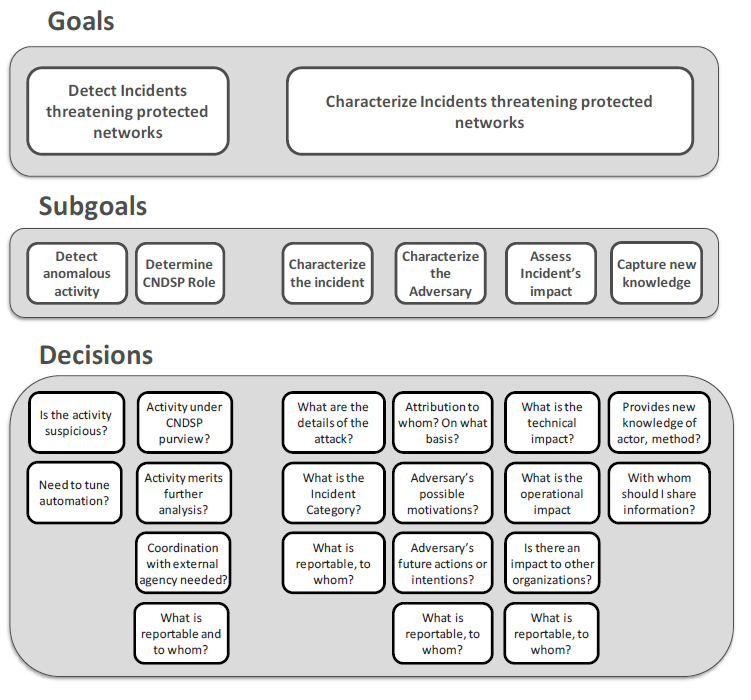 Goals
Detect Incidents
threatening protected
networks
Characterize Incidents threatening protected
networks
Subgoals
Detect
anomalous
activity
Determine
CNDSP Role
Characterize
the incident
Characterize
the
Adversary
Assess
Incident's
impact
Capture new
knowledge
Decisions
Is the activity
suspicious?
Activity under
CNDSP
purview?
What are the
details of the
attack?
Attribution to
whom? On what
basis?
What is the
technical
impact?
Provides new
knowledge of
actor, method?
Need to tune
automation?
Activity merits
further
analysis?
What is the
Incident
Category?
Adversary's
possible
motivations?
What is the
operational
impact
With whom
should I share
information?
Coordination
with external
agency needed?
What is
reportable, to
whom?
Adversary's
future actions or
intentions?
Is there an
impact to other
organizations?
What is
reportable and
to whom?
What is
reportable, to
whom?
What is
reportable, to
whom?